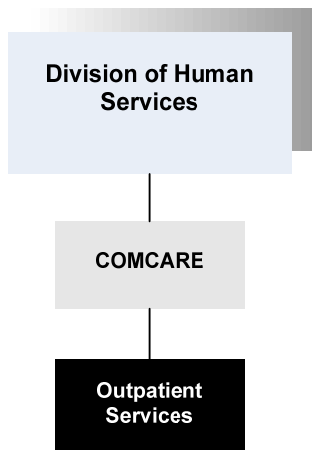 Division of Human
Services
COMCARE
Outpatient
Services